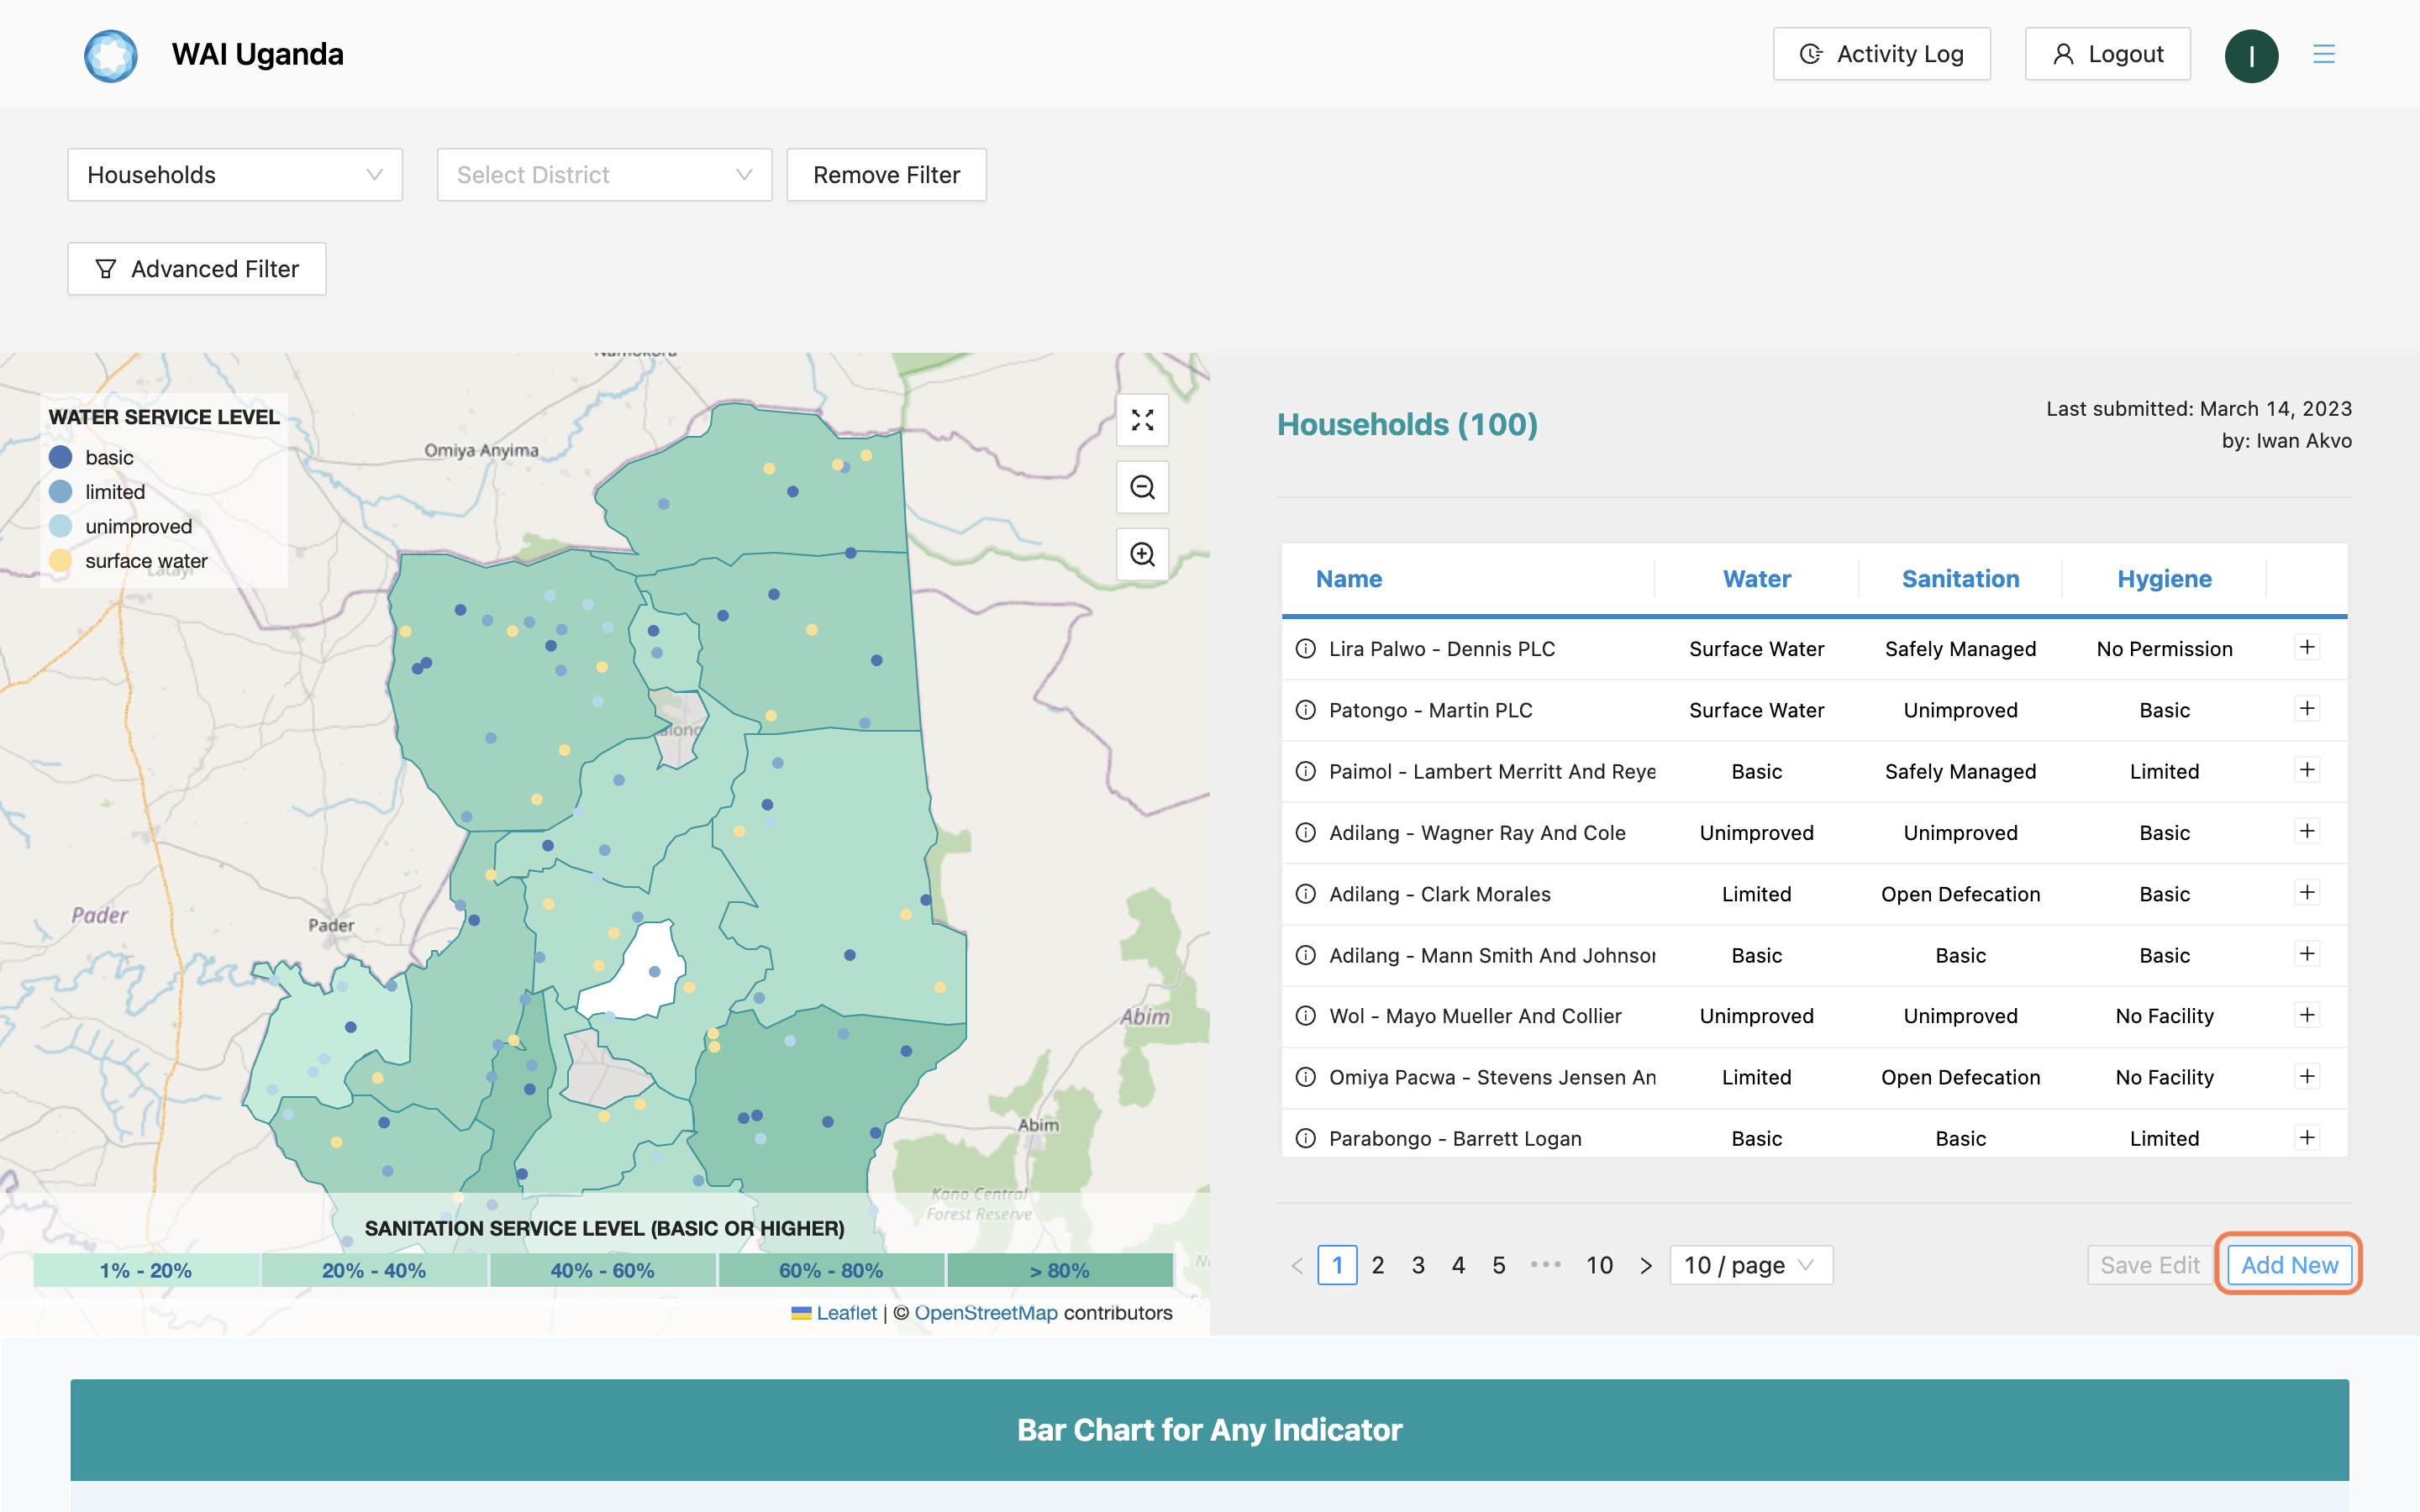 WAI Uganda
Activity Log
Logout
I
Households
Select District
Remove Filter
Advanced Filter
WATER SERVICE LEVEL
basic
limited
unimproved
surface water
Omiya Anyima
Latayi
Pader
Pader
Abim
Abim
Kano Central
Forest Reserve
SANITATION SERVICE LEVEL (BASIC OR HIGHER)
1% - 20% 20% - 40% 40% - 60% 60% - 80% > 80%
Leaflet | © OpenStreetMap contributors
Households (100)
Last submitted: March 14, 2023
by: Iwan Akvo
Name Water Sanitation Hygiene
Lira Palwo - Dennis PLC Surface Water Safely Managed No Permission +
Patongo - Martin PLC Surface Water Unimproved Basic +
Paimol - Lambert Merritt And Reye Basic Safely Managed Limited +
Adilang - Wagner Ray And Cole Unimproved Unimproved Basic +
Adilang - Clark Morales Limited Open Defecation Basic +
Adilang - Mann Smith And Johnson Basic Basic Basic +
Wol - Mayo Mueller And Collier Unimproved Unimproved No Facility +
Omiya Pacwa - Stevens Jensen An Limited Open Defecation No Facility +
Parabongo - Barrett Logan Basic Basic Limited +
< 1 2 3 4 5 ••• 10 > 10 / page
Save Edit
Add New
Bar Chart for Any Indicator